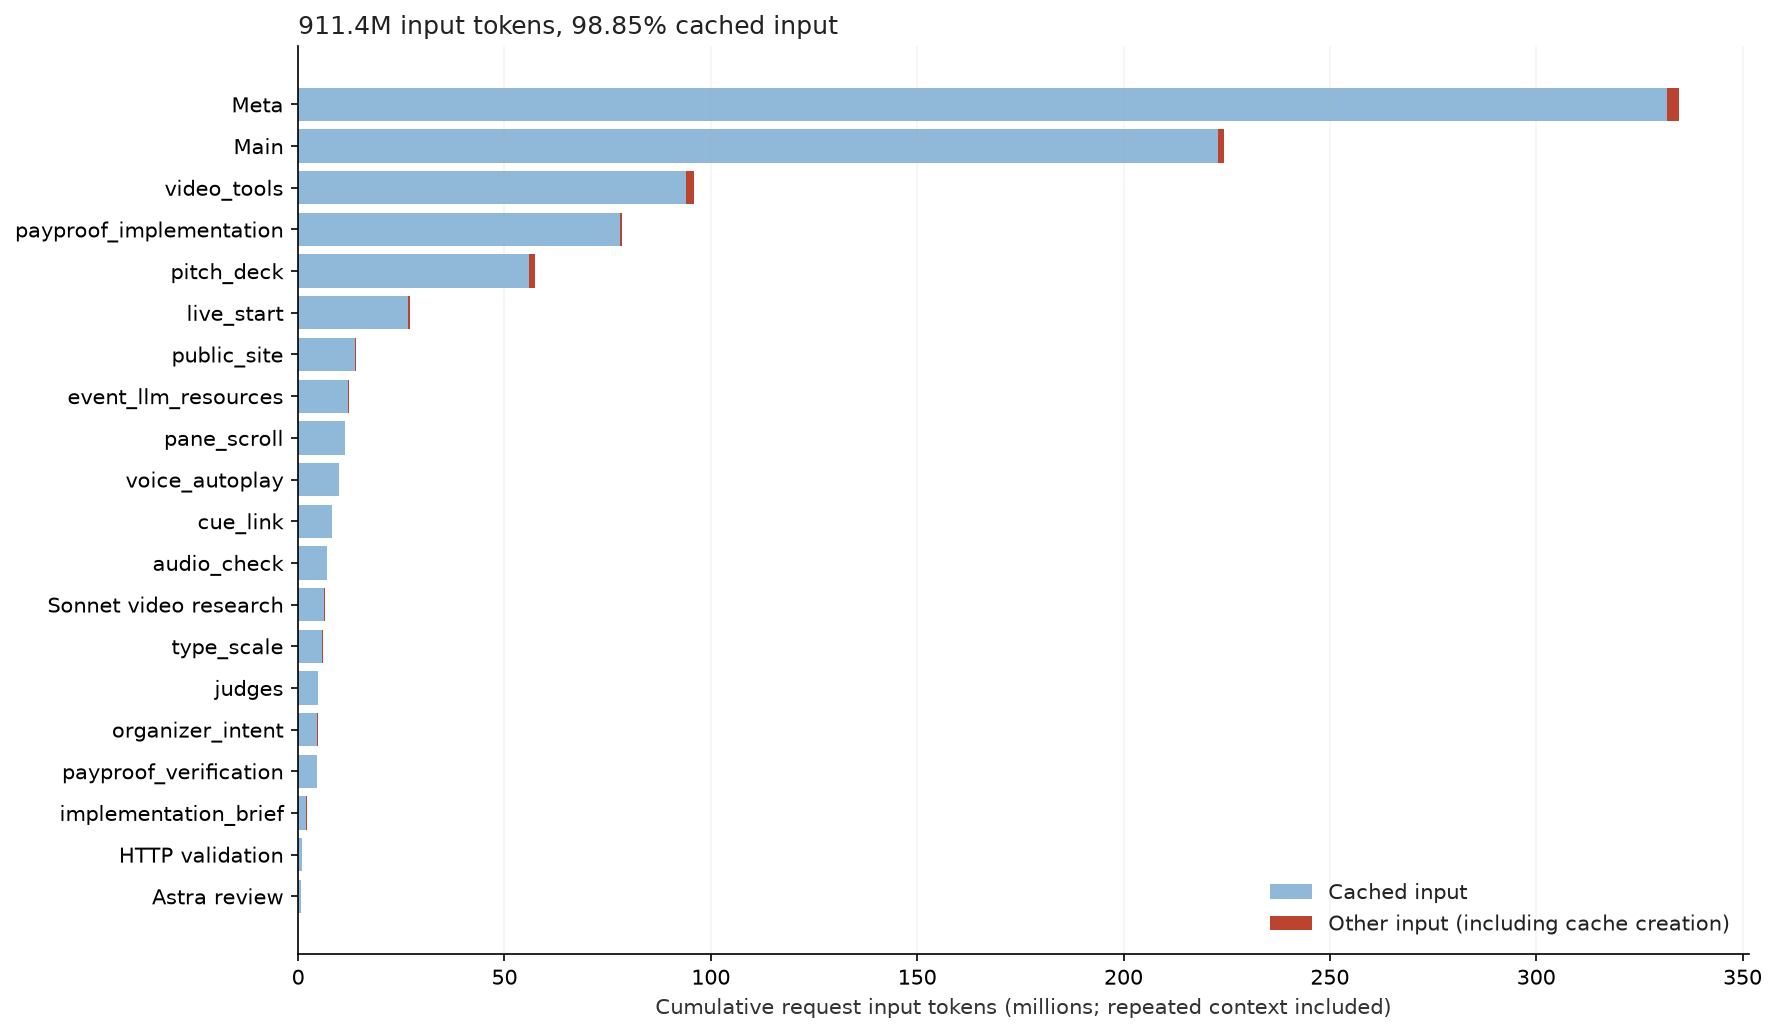 911.4M input tokens, 98.85% cached input
Meta
Main
video_tools
payproof_implementation
pitch_deck
live_start
public_site
event_llm_resources
pane_scroll
voice_autoplay
cue_link
audio_check
Sonnet video research
type_scale
judges
organizer_intent
payproof_verification
implementation_brief
HTTP validation
Astra review
Cached input
Other input (including cache creation)
0 50 100 150 200 250 300 350
Cumulative request input tokens (millions; repeated context included)